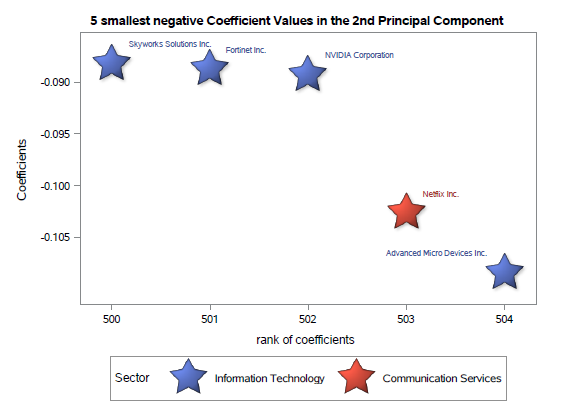 5 smallest negative Coefficient Values in the 2nd Principal Component
Skyworks Solutions Inc.
Fortinet Inc.
NVIDIA Corporation
-0.090
-0.095
-0.100
Netflix Inc.
-0.105
Advanced Micro Devices Inc.
Coefficients
500 501 502 503 504
rank of coefficients
Sector Information Technology Communication Services